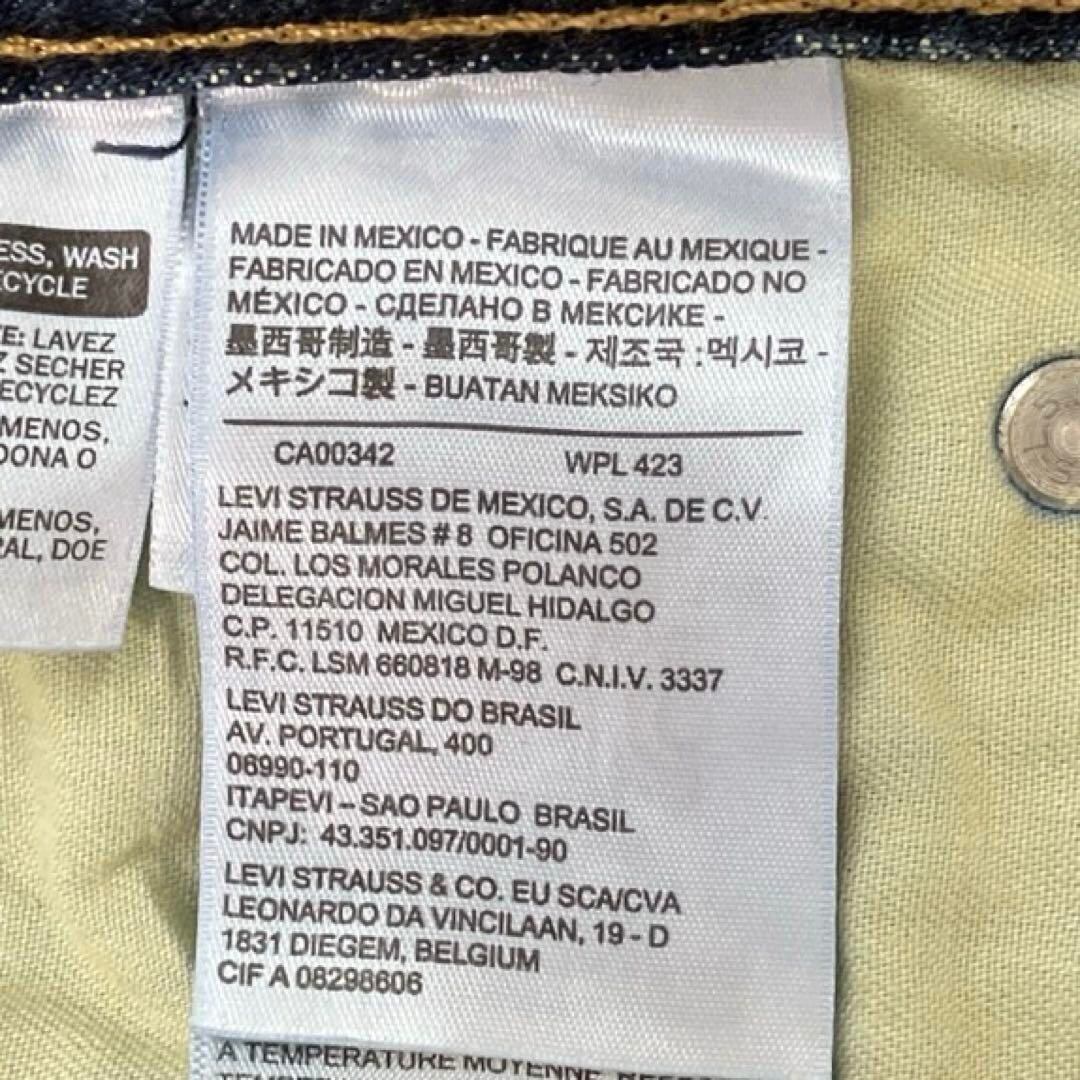 ESS, WASH
ECYCLE
E: LAVEZ
Z SECHER
ECYCLEZ
MENOS,
DONA O
MENOS,
RAL, DOE
MADE IN MEXICO - FABRIQUE AU MEXIQUE -
FABRICADO EN MEXICO - FABRICADO NO
MÉXICO - СДЕЛАНО В МЕКСИКЕ -
墨西哥制造 - 墨西哥製 - 제조국 :멕시코 -
メキシコ製 - BUATAN MEKSIKO
CA00342 WPL 423
LEVI STRAUSS DE MEXICO, S.A. DE C.V.
JAIME BALMES # 8 OFICINA 502
COL. LOS MORALES POLANCO
DELEGACION MIGUEL HIDALGO
C.P. 11510 MEXICO D.F.
R.F.C. LSM 660818 M-98 C.N.I.V. 3337
LEVI STRAUSS DO BRASIL
AV. PORTUGAL, 400
06990-110
ITAPEVI – SAO PAULO BRASIL
CNPJ: 43.351.097/0001-90
LEVI STRAUSS & CO. EU SCA/CVA
LEONARDO DA VINCILAAN, 19 - D
1831 DIEGEM, BELGIUM
CIF A 08298606
A TEMPERATURE MOYENNE